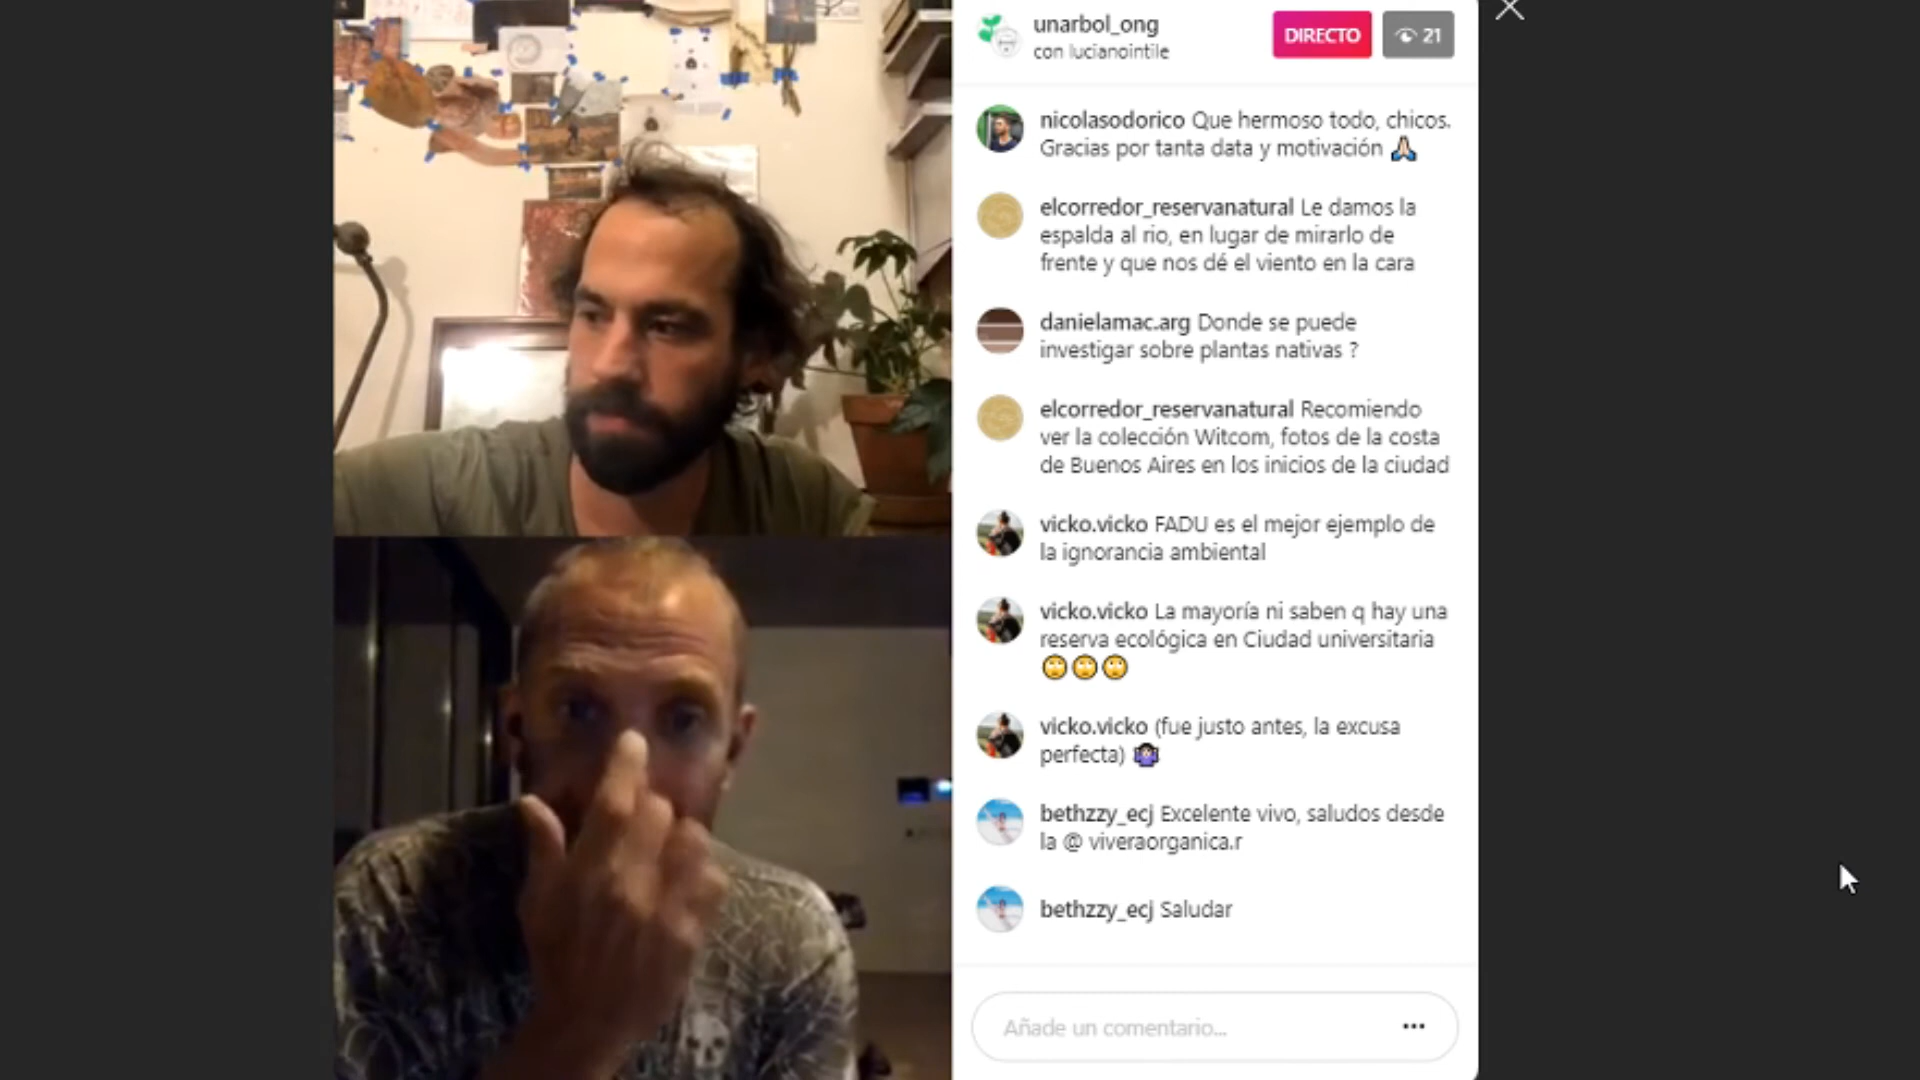 unarbol_ong
con lucianointile
DIRECTO
21
nicolasodorico Que hermoso todo, chicos.
Gracias por tanta data y motivación 🙏🏻
elcorredor_reservanatural Le damos la
espalda al rio, en lugar de mirarlo de
frente y que nos dé el viento en la cara
danielamac.arg Donde se puede
investigar sobre plantas nativas ?
elcorredor_reservanatural Recomiendo
ver la colección Witcom, fotos de la costa
de Buenos Aires en los inicios de la ciudad
vicko.vicko FADU es el mejor ejemplo de
la ignorancia ambiental
vicko.vicko La mayoría ni saben q hay una
reserva ecológica en Ciudad universitaria
🙄🙄🙄
vicko.vicko (fue justo antes, la excusa
perfecta) 🤷🏻‍♀️
bethzzy_ecj Excelente vivo, saludos desde
la @ viveraorganica.r
bethzzy_ecj Saludar
Añade un comentario...